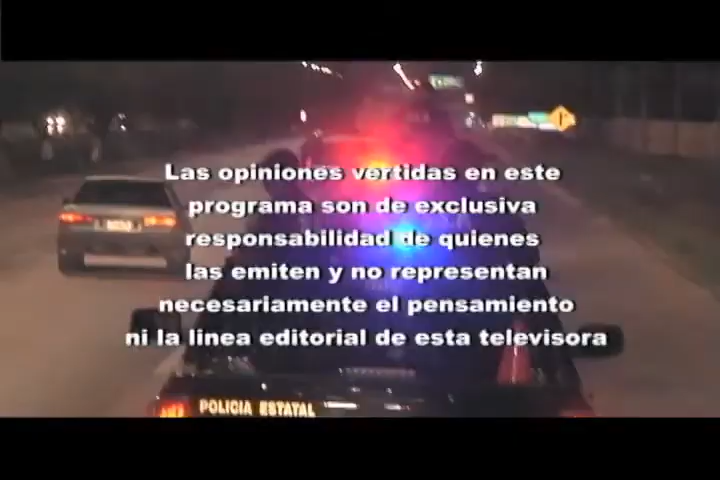 Las opiniones vertidas en este
programa son de exclusiva
responsabilidad de quienes
las emiten y no representan
necesariamente el pensamiento
ni la linea editorial de esta televisora
POLICIA ESTATAL